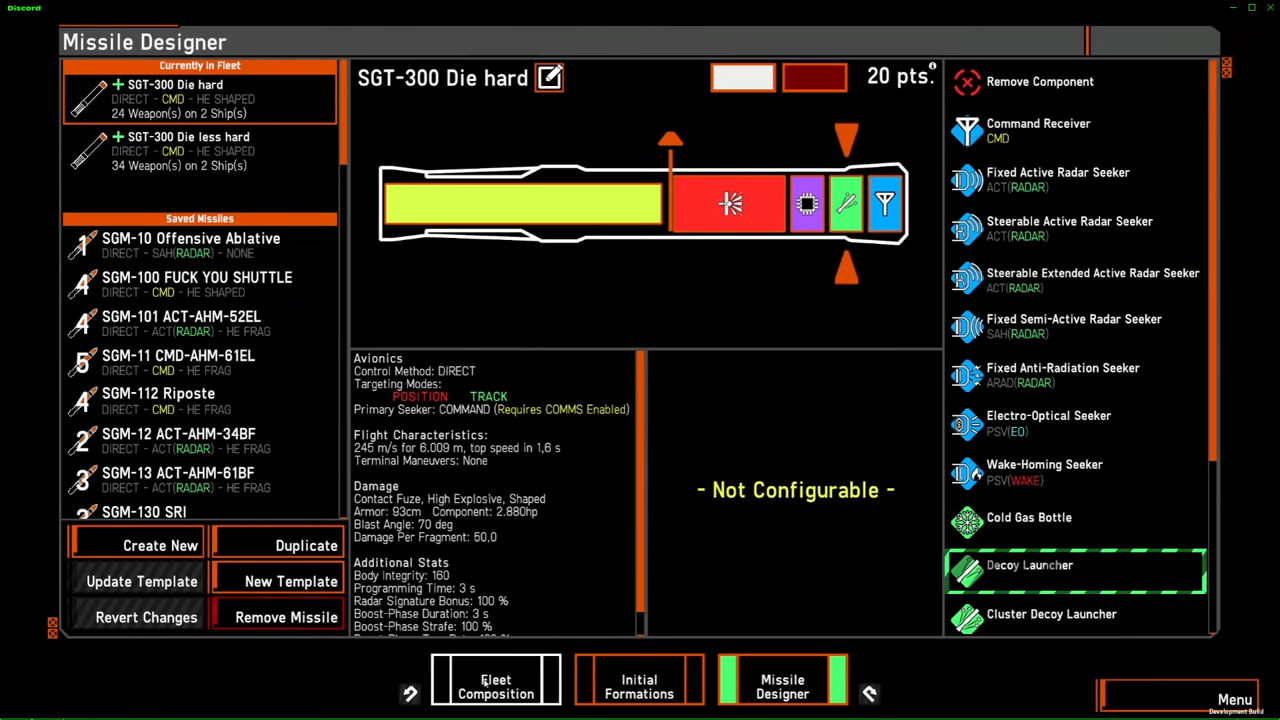 Discord
Missile Designer
Currently In Fleet
SGT-300 Die hard
DIRECT - CMD - HE SHAPED
24 Weapon(s) on 2 Ship(s)
SGT-300 Die less hard
DIRECT - CMD - HE SHAPED
34 Weapon(s) on 2 Ship(s)
Saved Missiles
1 SGM-10 Offensive Ablative
DIRECT - SAH(RADAR) - NONE
4 SGM-100 FUCK YOU SHUTTLE
DIRECT - CMD - HE SHAPED
4 SGM-101 ACT-AHM-52EL
DIRECT - ACT(RADAR) - HE FRAG
5 SGM-11 CMD-AHM-61EL
DIRECT - CMD - HE FRAG
4 SGM-112 Riposte
DIRECT - CMD - HE FRAG
2 SGM-12 ACT-AHM-34BF
DIRECT - ACT(RADAR) - HE FRAG
3 SGM-13 ACT-AHM-61BF
DIRECT - ACT(RADAR) - HE FRAG
SGM-130 SRI
Create New
Duplicate
Update Template
New Template
Revert Changes
Remove Missile
SGT-300 Die hard
20 pts.
Avionics
Control Method: DIRECT
Targeting Modes:
POSITION TRACK
Primary Seeker: COMMAND (Requires COMMS Enabled)
Flight Characteristics:
245 m/s for 6.009 m, top speed in 1,6 s
Terminal Maneuvers: None
Damage
Contact Fuze, High Explosive, Shaped
Armor: 93cm Component: 2.880hp
Blast Angle: 70 deg
Damage Per Fragment: 50,0
Additional Stats
Body Integrity: 160
Programming Time: 3 s
Radar Signature Bonus: 100 %
Boost-Phase Duration: 3 s
Boost-Phase Strafe: 100 %
- Not Configurable -
Remove Component
Command Receiver
CMD
Fixed Active Radar Seeker
ACT(RADAR)
Steerable Active Radar Seeker
ACT(RADAR)
Steerable Extended Active Radar Seeker
ACT(RADAR)
Fixed Semi-Active Radar Seeker
SAH(RADAR)
Fixed Anti-Radiation Seeker
ARAD(RADAR)
Electro-Optical Seeker
PSV(EO)
Wake-Homing Seeker
PSV(WAKE)
Cold Gas Bottle
Decoy Launcher
Cluster Decoy Launcher
Fleet
Composition
Initial
Formations
Missile
Designer
Menu
Development Build